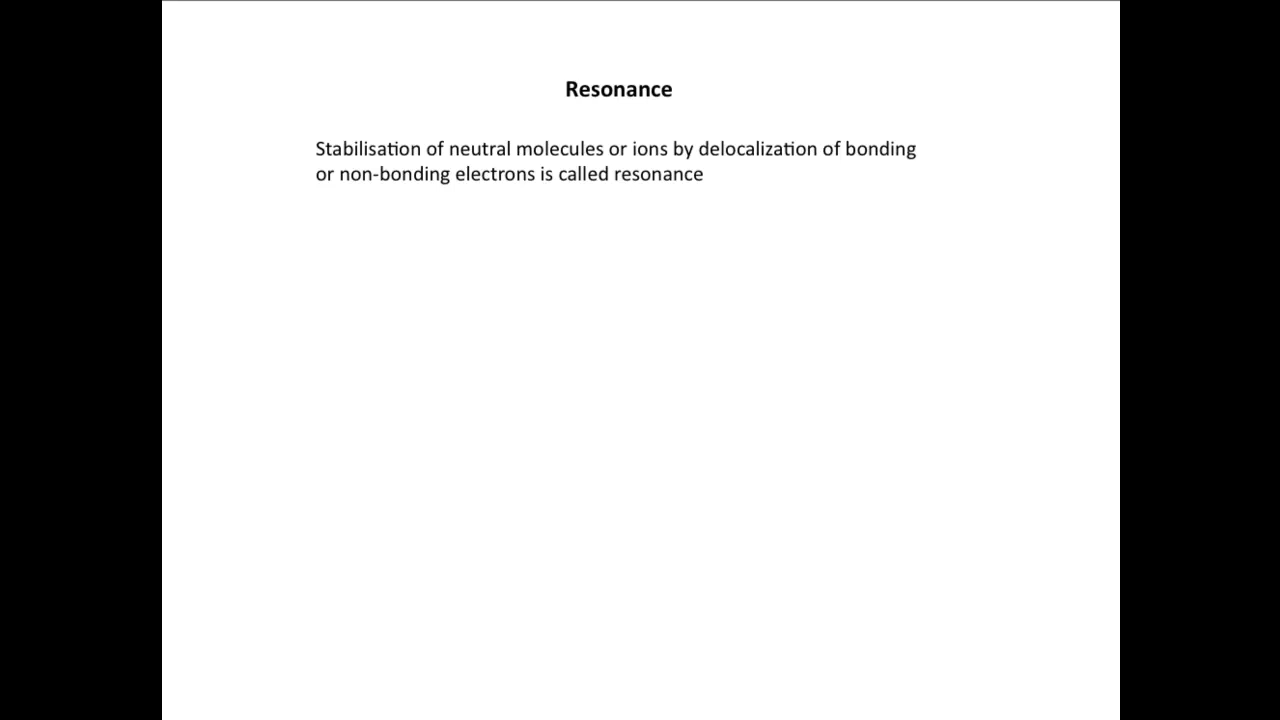 Resonance
Stabilisation of neutral molecules or ions by delocalization of bonding
or non-bonding electrons is called resonance